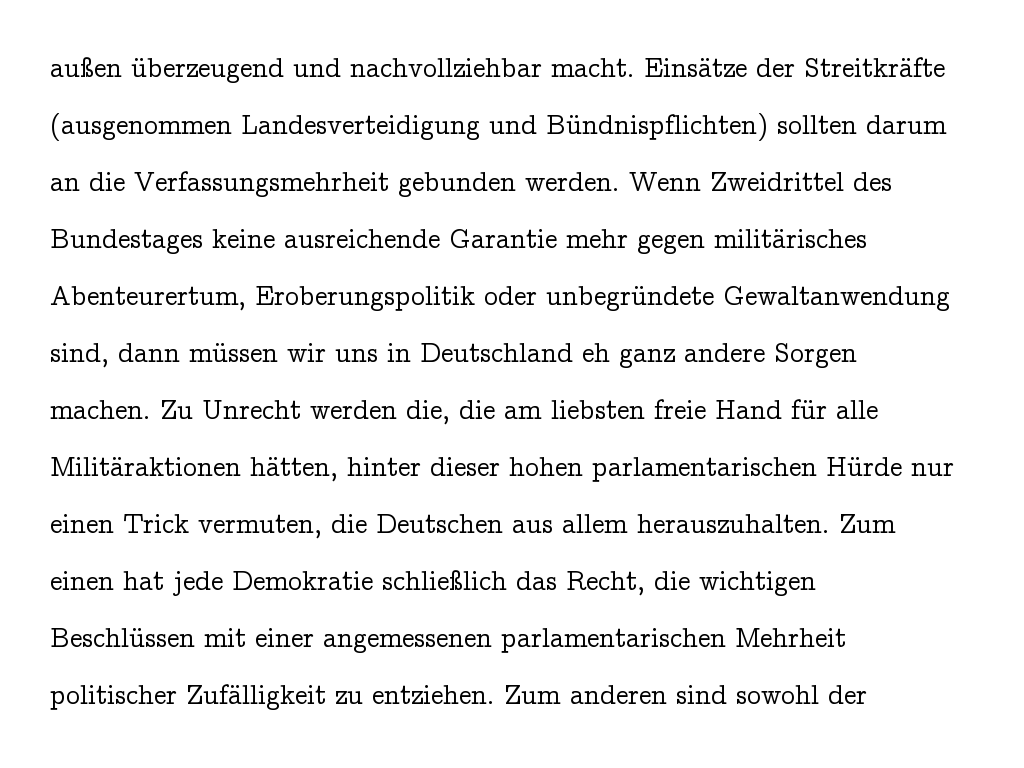 außen überzeugend und nachvollziehbar macht. Einsätze der Streitkräfte
(ausgenommen Landesverteidigung und Bündnispflichten) sollten darum
an die Verfassungsmehrheit gebunden werden. Wenn Zweidrittel des
Bundestages keine ausreichende Garantie mehr gegen militärisches
Abenteurertum, Eroberungspolitik oder unbegründete Gewaltanwendung
sind, dann müssen wir uns in Deutschland eh ganz andere Sorgen
machen. Zu Unrecht werden die, die am liebsten freie Hand für alle
Militäraktionen hätten, hinter dieser hohen parlamentarischen Hürde nur
einen Trick vermuten, die Deutschen aus allem herauszuhalten. Zum
einen hat jede Demokratie schließlich das Recht, die wichtigen
Beschlüssen mit einer angemessenen parlamentarischen Mehrheit
politischer Zufälligkeit zu entziehen. Zum anderen sind sowohl der